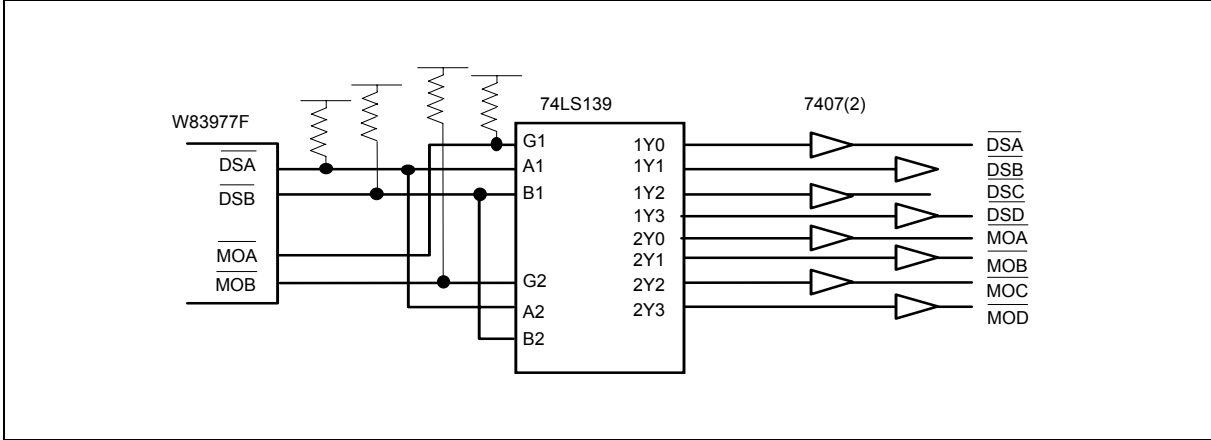 74LS139
7407(2)
W83977F
DSA
DSB
MOA
MOB
G1
A1
B1
G2
A2
B2
1Y0
1Y1
1Y2
1Y3
2Y0
2Y1
2Y2
2Y3
DSA
DSB
DSC
DSD
MOA
MOB
MOC
MOD